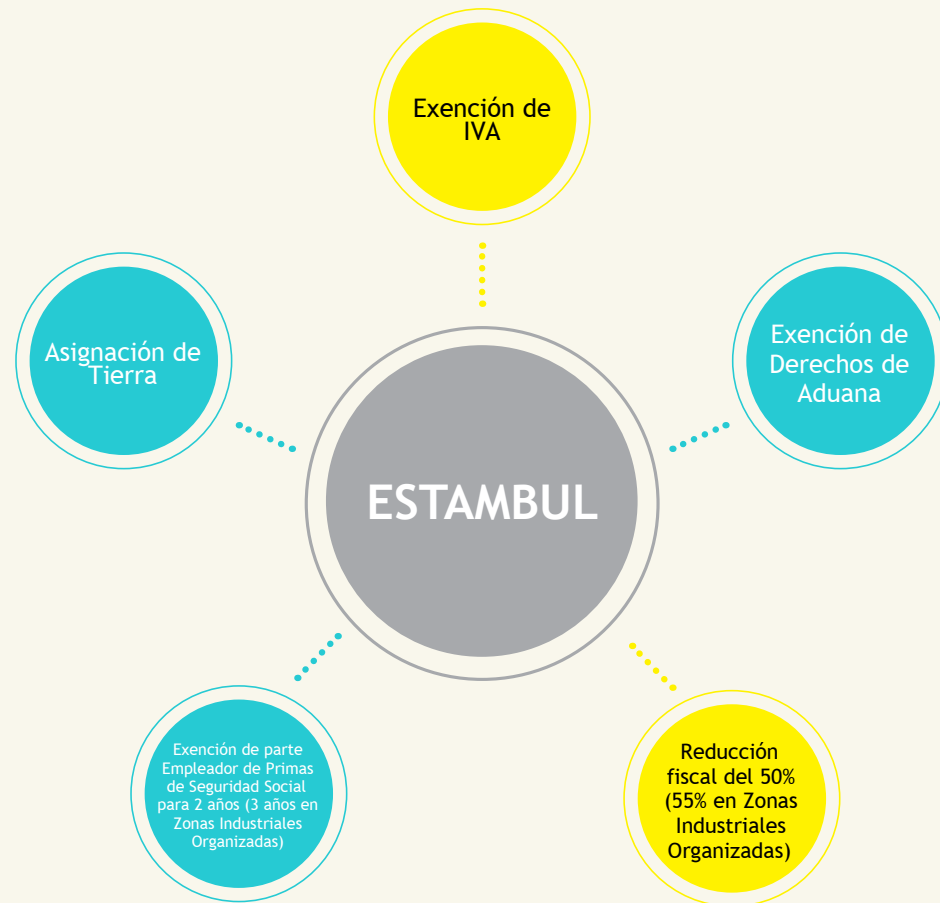 Exención de
IVA
Asignación de
Tierra
Exención de
Derechos de
Aduana
ESTAMBUL
Exención de parte
Empleador de Primas
de Seguridad Social
para 2 años (3 años en
Zonas Industriales
Organizadas)
Reducción
fiscal del 50%
(55% en Zonas
Industriales
Organizadas)